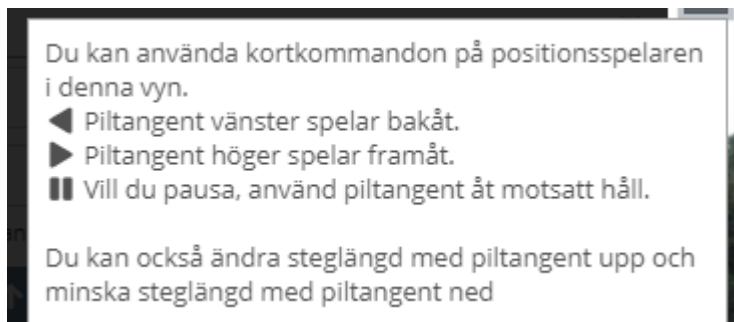 Du kan använda kortkommandon på positionsspelaren
i denna vyn.
◀ Piltangent vänster spelar bakåt.
▶ Piltangent höger spelar framåt.
⏸ Vill du pausa, använd piltangent åt motsatt håll.
Du kan också ändra steglängd med piltangent upp och
minska steglängd med piltangent ned